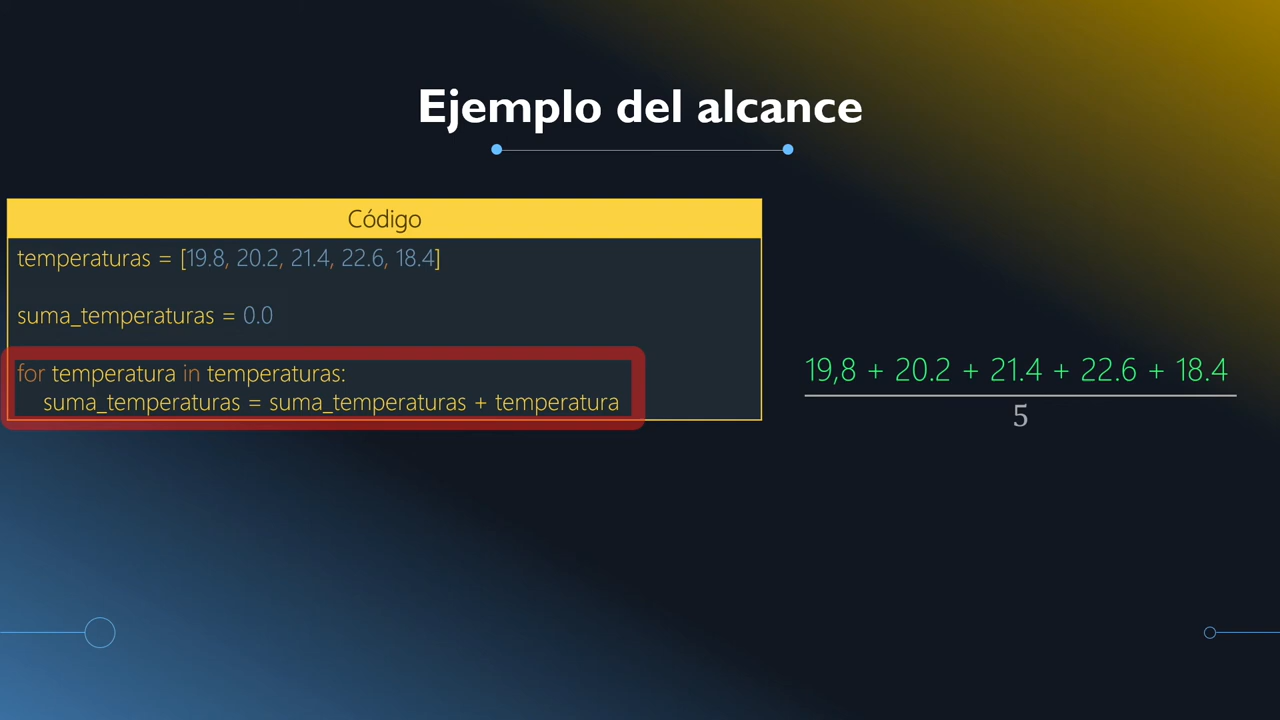 Ejemplo del alcance
Código
temperaturas = [19.8, 20.2, 21.4, 22.6, 18.4]
suma_temperaturas = 0.0
for temperatura in temperaturas:
suma_temperaturas = suma_temperaturas + temperatura
19,8 + 20.2 + 21.4 + 22.6 + 18.4
5